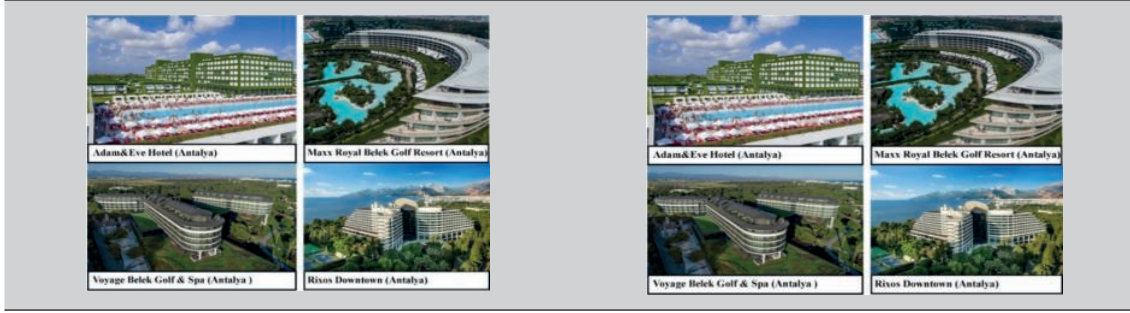 Adam&Eve Hotel (Antalya)
Maxx Royal Belek Golf Resort (Antalya)
Voyage Belek Golf & Spa (Antalya )
Rixos Downtown (Antalya)
Adam&Eve Hotel (Antalya)
Maxx Royal Belek Golf Resort (Antalya)
Voyage Belek Golf & Spa (Antalya )
Rixos Downtown (Antalya)